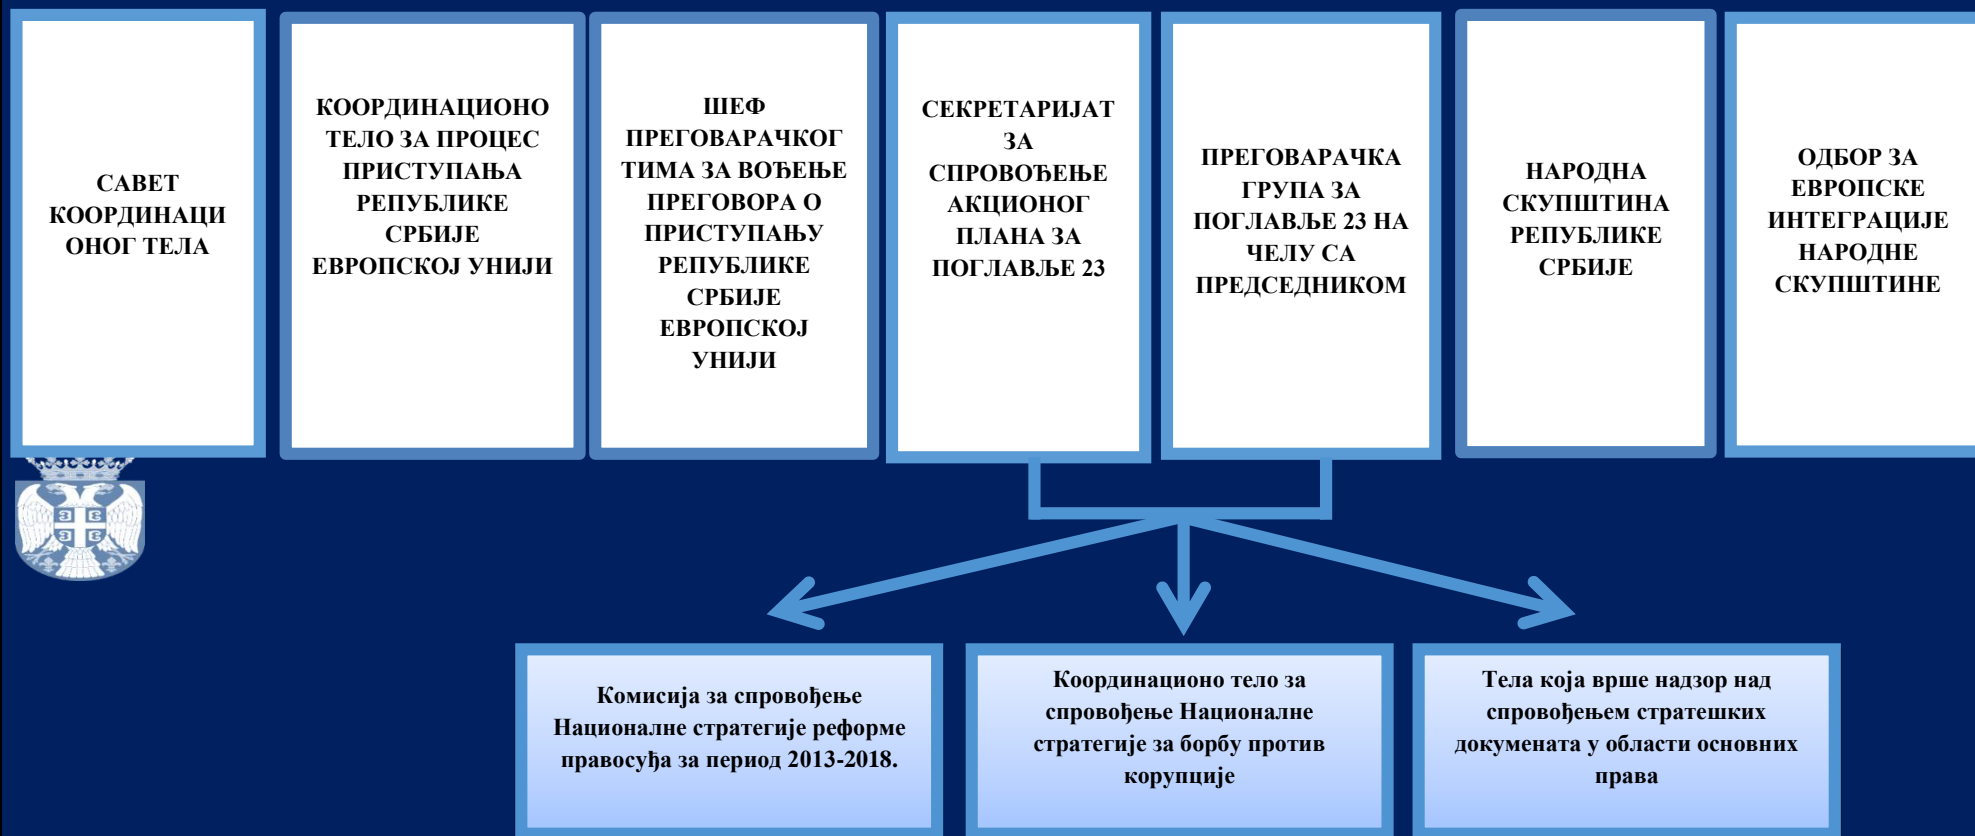 САВЕТ
КООРДИНАЦИ
ОНОГ ТЕЛА
КООРДИНАЦИОНО
ТЕЛО ЗА ПРОЦЕС
ПРИСТУПАЊА
РЕПУБЛИКЕ
СРБИЈЕ
ЕВРОПСКОЈ УНИЈИ
ШЕФ
ПРЕГОВАРАЧКОГ
ТИМА ЗА ВОЂЕЊЕ
ПРЕГОВОРА О
ПРИСТУПАЊУ
РЕПУБЛИКЕ
СРБИЈЕ
ЕВРОПСКОЈ
УНИЈИ
СЕКРЕТАРИЈАТ
ЗА
СПРОВОЂЕЊЕ
АКЦИОНОГ
ПЛАНА ЗА
ПОГЛАВЉЕ 23
ПРЕГОВАРАЧКА
ГРУПА ЗА
ПОГЛАВЉЕ 23 НА
ЧЕЛУ СА
ПРЕДСЕДНИКОМ
НАРОДНА
СКУПШТИНА
РЕПУБЛИКЕ
СРБИЈЕ
ОДБОР ЗА
ЕВРОПСКЕ
ИНТЕГРАЦИЈЕ
НАРОДНЕ
СКУПШТИНЕ
Комисија за спровођење
Националне стратегије реформе
правосуђа за период 2013-2018.
Координационо тело за
спровођење Националне
стратегије за борбу против
корупције
Тела која врше надзор над
спровођењем стратешких
докумената у области основних
права